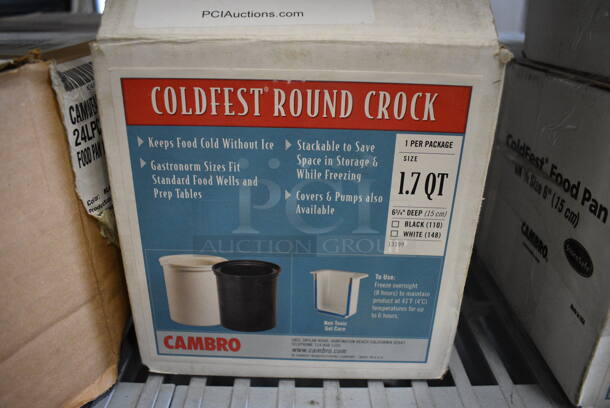 PCIAuctions.com
COLDFEST® ROUND CROCK
Keeps Food Cold Without Ice
Gastronorm Sizes Fit
Standard Food Wells and
Prep Tables
Stackable to Save
Space in Storage &
While Freezing
Covers & Pumps also
Available
1 PER PACKAGE
SIZE
1.7 QT
DEEP (15 cm)
BLACK (110)
WHITE (148)
PCI
AUCTION GROUP
Non Toxic
Gel Core
To Use:
Freeze overnight
(8 hours) to maintain
product at 41°F (4°C)
temperatures for up
to 6 hours.
CAMBRO
www.cambro.com
24LPC
FOOD PAN
ColdFest® Food Pan
Size 6" (15 cm)
CAMBRO